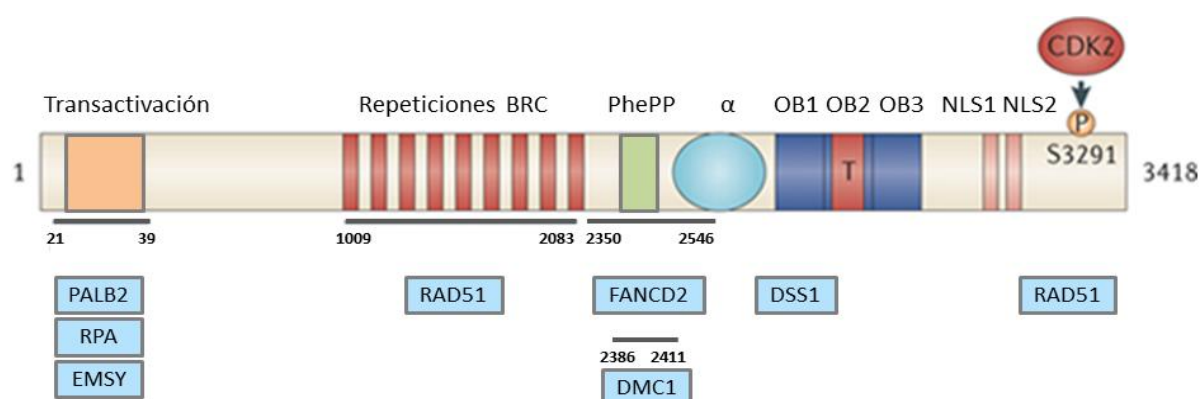 CDK2
Transactivación Repeticiones BRC PhePP α OB1 OB2 OB3 NLS1 NLS2
P
1 T S3291 3418
21 39 1009 2083 2350 2546
PALB2 RAD51 FANCD2 DSS1 RAD51
RPA
2386 2411
EMSY DMC1